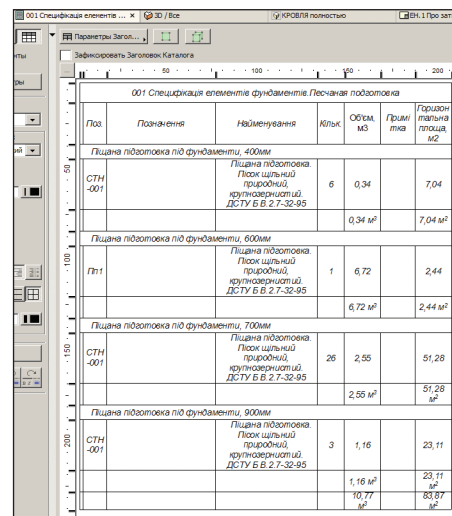 001 Специфікація елементів ...
3D / Все
КРОВЛЯ полностью
ЕН. 1 Про зат
Параметры Загол...
Зафиксировать Заголовок Каталога
50 100 150 200
001 Специфікація елементів фундаментів.Песчаная подготовка
Поз. Позначення Найменування Кільк. Об'єм, м3 Примі тка Горизон тальна площа, м2
Піщана підготовка під фундаменти, 400мм
СТН -001 Піщана підготовка. Пісок щільний природний, крупнозернистий. ДСТУ Б В.2.7-32-95 6 0,34 7,04
0,34 м³ 7,04 м²
Піщана підготовка під фундаменти, 600мм
Пп1 Піщана підготовка. Пісок щільний природний, крупнозернистий. ДСТУ Б В.2.7-32-95 1 6,72 2,44
6,72 м³ 2,44 м²
Піщана підготовка під фундаменти, 700мм
СТН -001 Піщана підготовка. Пісок щільний природний, крупнозернистий. ДСТУ Б В.2.7-32-95 26 2,55 51,28
2,55 м³ 51,28 м²
Піщана підготовка під фундаменти, 900мм
СТН -001 Піщана підготовка. Пісок щільний природний, крупнозернистий. ДСТУ Б В.2.7-32-95 3 1,16 23,11
1,16 м³ 23,11 м²
10,77 м³ 83,87 м²
50
100
150
200